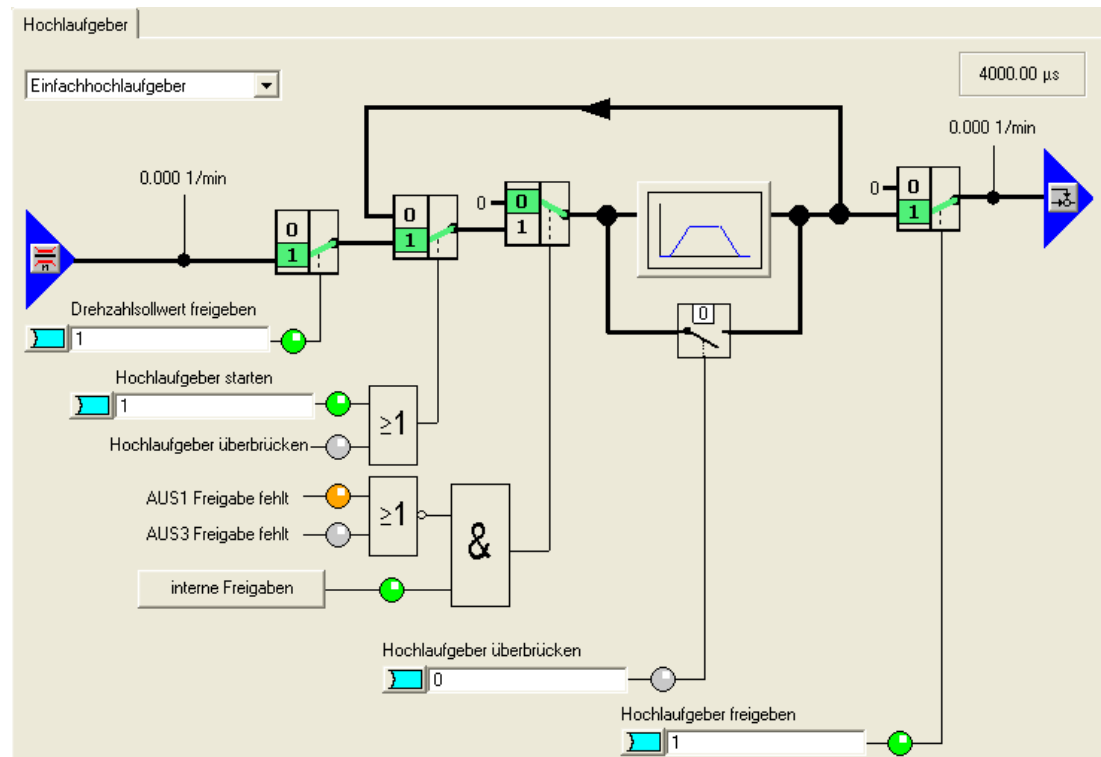 Hochlaufgeber
Einfachhochlaufgeber
4000.00 µs
0.000 1/min
0.000 1/min
0
1
0
1
0
0
1
0
0
1
n
Drehzahlsollwert freigeben
1
0
Hochlaufgeber starten
1
≥1
Hochlaufgeber überbrücken
AUS1 Freigabe fehlt
≥1
AUS3 Freigabe fehlt
&
interne Freigaben
Hochlaufgeber überbrücken
0
Hochlaufgeber freigeben
1